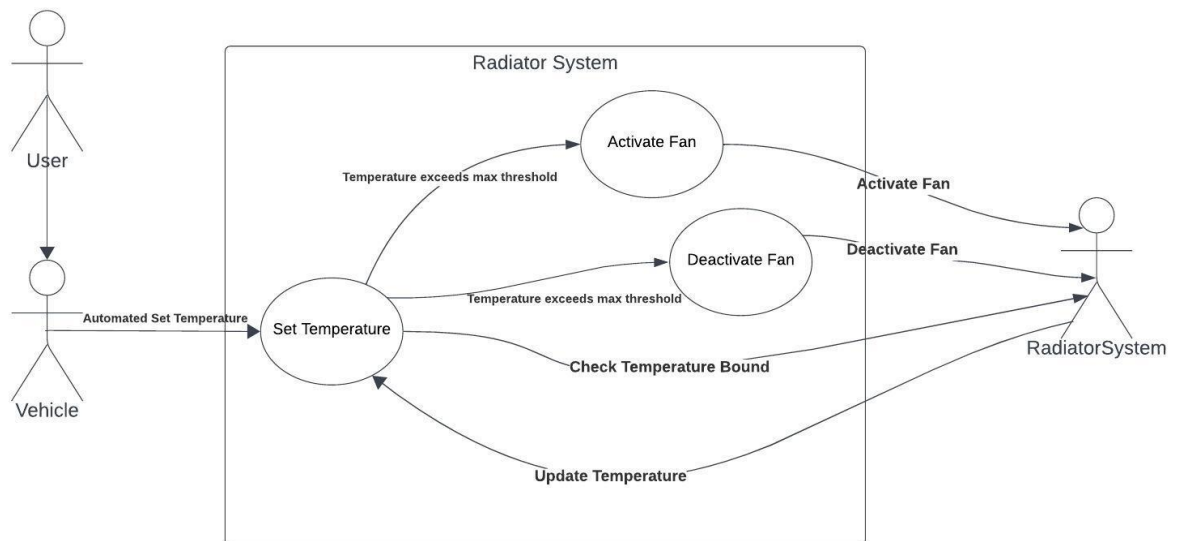 Radiator System
Activate Fan
User
Temperature exceeds max threshold
Activate Fan
Deactivate Fan
Deactivate Fan
Temperature exceeds max threshold
Automated Set Temperature
Set Temperature
RadiatorSystem
Check Temperature Bound
Vehicle
Update Temperature